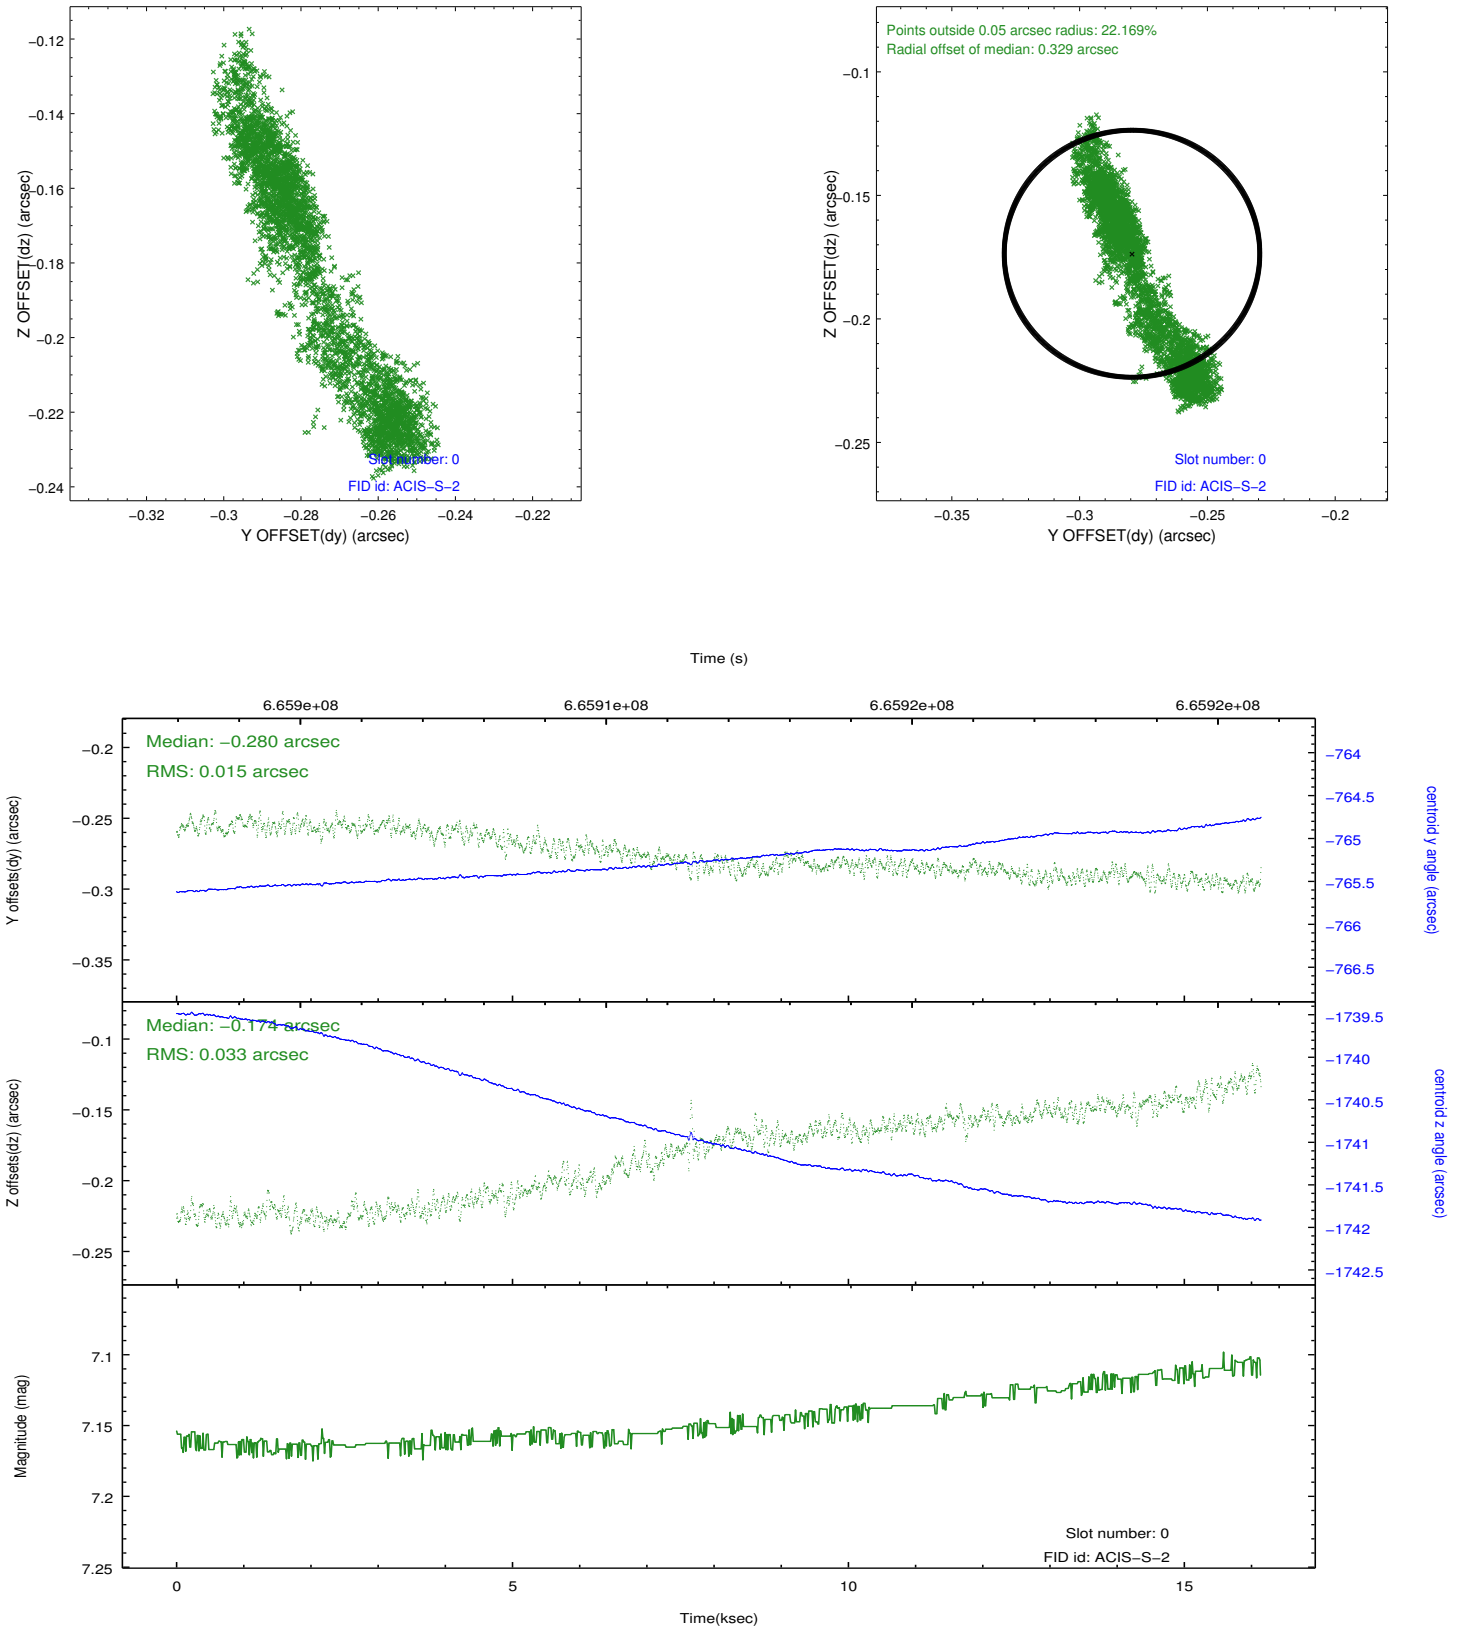 −0.12
−0.14
−0.16
−0.18
−0.2
−0.22
−0.24
Z OFFSET(dz) (arcsec)
Slot number: 0
FID id: ACIS−S−2
−0.32 −0.3 −0.28 −0.26 −0.24 −0.22
Y OFFSET(dy) (arcsec)
Points outside 0.05 arcsec radius: 22.169%
Radial offset of median: 0.329 arcsec
−0.1
−0.15
−0.2
−0.25
Z OFFSET(dz) (arcsec)
Slot number: 0
FID id: ACIS−S−2
−0.35 −0.3 −0.25 −0.2
Y OFFSET(dy) (arcsec)
Time (s)
6.659e+08 6.6591e+08 6.6592e+08 6.6592e+08
Median: −0.280 arcsec
RMS: 0.015 arcsec
−0.2
−0.25
−0.3
−0.35
Y offsets(dy) (arcsec)
−764
−764.5
−765
−765.5
−766
−766.5
centroid y angle (arcsec)
Median: −0.174 arcsec
RMS: 0.033 arcsec
−0.1
−0.15
−0.2
−0.25
Z offsets(dz) (arcsec)
−1739.5
−1740
−1740.5
−1741
−1741.5
−1742
−1742.5
centroid z angle (arcsec)
7.1
7.15
7.2
7.25
Magnitude (mag)
Slot number: 0
FID id: ACIS−S−2
0 5 10 15
Time(ksec)